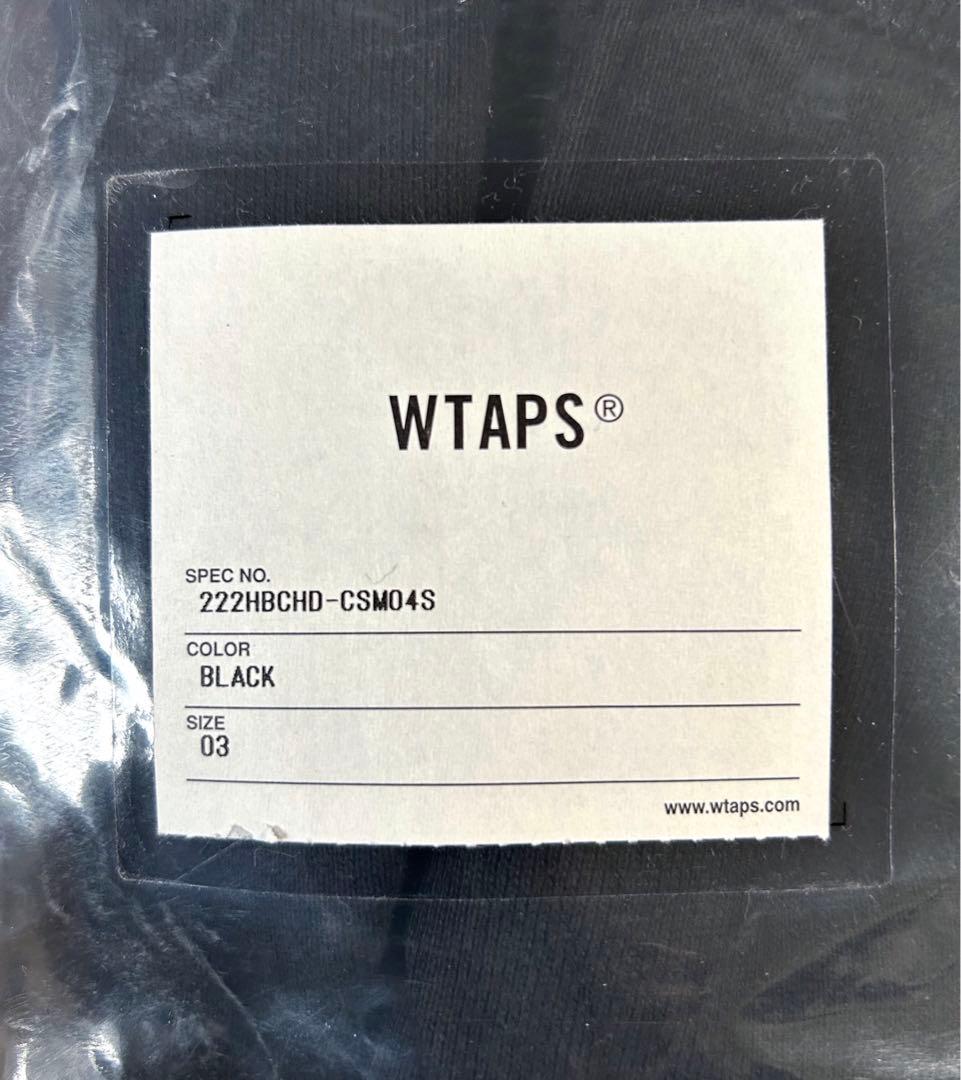 WTAPS®
SPEC NO.
222HBCHD-CSM04S
COLOR
BLACK
SIZE
03
www.wtaps.com